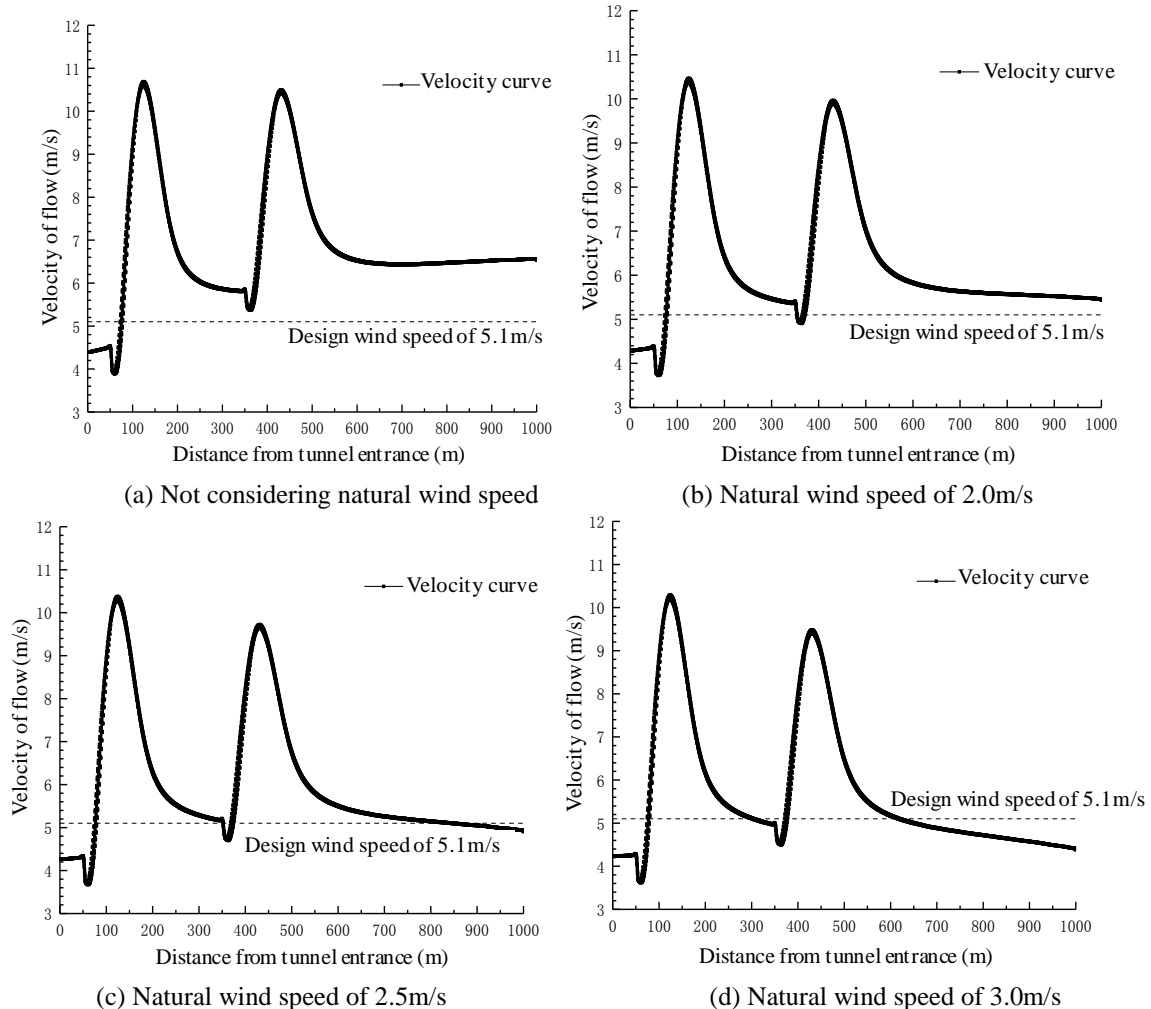 12
11
10
9
8
7
6
5
4
3
Velocity of flow (m/s)
Velocity curve
Design wind speed of 5.1m/s
0 100 200 300 400 500 600 700 800 900 1000
Distance from tunnel entrance (m)
(a) Not considering natural wind speed
12
11
10
9
8
7
6
5
4
3
Velocity of flow (m/s)
Velocity curve
Design wind speed of 5.1m/s
0 100 200 300 400 500 600 700 800 900 1000
Distance from tunnel entrance (m)
(b) Natural wind speed of 2.0m/s
12
11
10
9
8
7
6
5
4
3
Velocity of flow (m/s)
Velocity curve
Design wind speed of 5.1m/s
0 100 200 300 400 500 600 700 800 900 1000
Distance from tunnel entrance (m)
(c) Natural wind speed of 2.5m/s
12
11
10
9
8
7
6
5
4
3
Velocity of flow (m/s)
Velocity curve
Design wind speed of 5.1m/s
0 100 200 300 400 500 600 700 800 900 1000
Distance from tunnel entrance (m)
(d) Natural wind speed of 3.0m/s